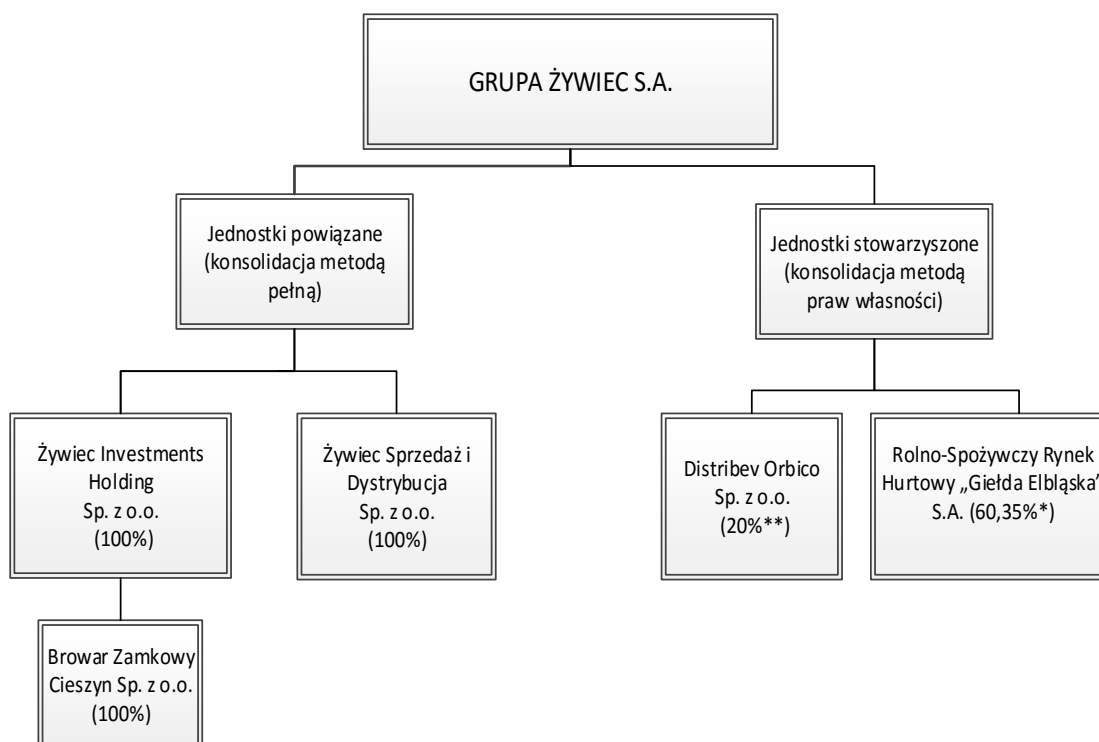 GRUPA ŻYWIEC S.A.
Jednostki powiązane
(konsolidacja metodą
pełną)
Jednostki stowarzyszone
(konsolidacja metodą
praw własności)
Żywiec Investments
Holding
Sp. z o.o.
(100%)
Żywiec Sprzedaż i
Dystrybucja
Sp. z o.o.
(100%)
Distribev Orbico
Sp. z o.o.
(20%**)
Rolno-Spożywczy Rynek
Hurtowy „Giełda Elbląska”
S.A. (60,35%*)
Browar Zamkowy
Cieszyn Sp. z o.o.
(100%)